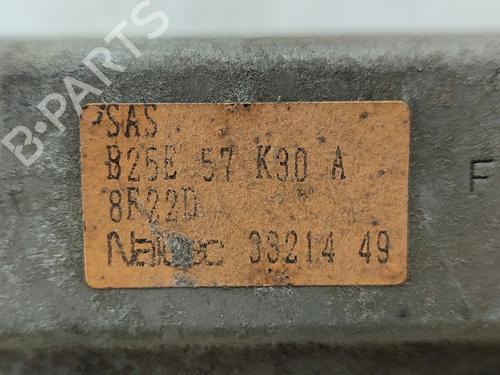 B-PARTS
SAS
B25E 57 K30 A
8F22D
33214 49
F